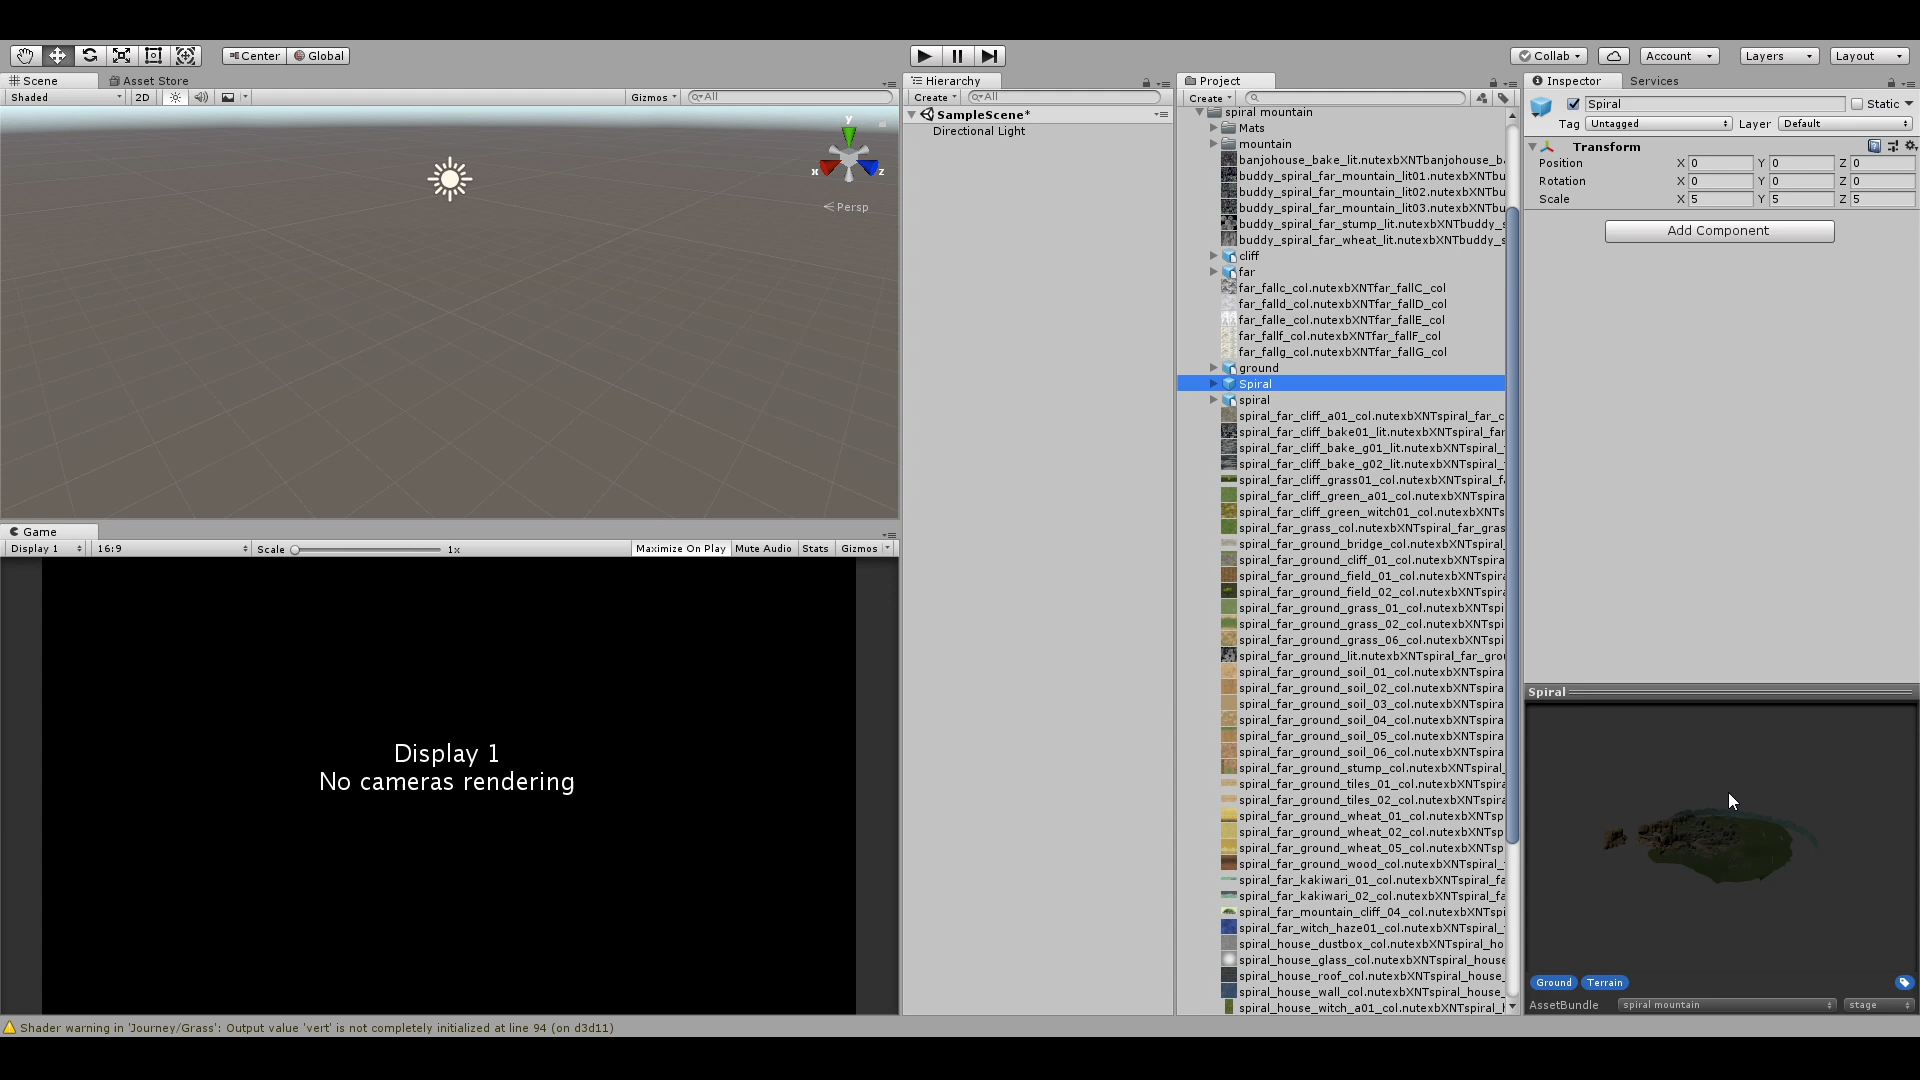 Center
Global
Collab
Account
Layers
Layout
Scene
Asset Store
Shaded
2D
Gizmos
All
y
x
z
Persp
Game
Display 1
16:9
Scale
1x
Maximize On Play
Mute Audio
Stats
Gizmos
Display 1
No cameras rendering
Hierarchy
Create
All
SampleScene*
Directional Light
Project
Create
spiral mountain
Mats
mountain
banjohouse_bake_lit.nutexbXNTbanjohouse_b
buddy_spiral_far_mountain_lit01.nutexbXNTbu
buddy_spiral_far_mountain_lit02.nutexbXNTbu
buddy_spiral_far_mountain_lit03.nutexbXNTbu
buddy_spiral_far_stump_lit.nutexbXNTbuddy_s
buddy_spiral_far_wheat_lit.nutexbXNTbuddy_s
cliff
far
far_fallc_col.nutexbXNTfar_fallC_col
far_falld_col.nutexbXNTfar_fallD_col
far_falle_col.nutexbXNTfar_fallE_col
far_fallf_col.nutexbXNTfar_fallF_col
far_fallg_col.nutexbXNTfar_fallG_col
ground
Spiral
spiral
spiral_far_cliff_a01_col.nutexbXNTspiral_far_c
spiral_far_cliff_bake01_lit.nutexbXNTspiral_far
spiral_far_cliff_bake_g01_lit.nutexbXNTspiral_
spiral_far_cliff_bake_g02_lit.nutexbXNTspiral_
spiral_far_cliff_grass01_col.nutexbXNTspiral_f
spiral_far_cliff_green_a01_col.nutexbXNTspira
spiral_far_cliff_green_witch01_col.nutexbXNTs
spiral_far_grass_col.nutexbXNTspiral_far_gras
spiral_far_ground_bridge_col.nutexbXNTspiral_
spiral_far_ground_cliff_01_col.nutexbXNTspira
spiral_far_ground_field_01_col.nutexbXNTspira
spiral_far_ground_field_02_col.nutexbXNTspira
spiral_far_ground_grass_01_col.nutexbXNTspi
spiral_far_ground_grass_02_col.nutexbXNTspi
spiral_far_ground_grass_06_col.nutexbXNTspi
spiral_far_ground_lit.nutexbXNTspiral_far_grou
spiral_far_ground_soil_01_col.nutexbXNTspira
spiral_far_ground_soil_02_col.nutexbXNTspira
spiral_far_ground_soil_03_col.nutexbXNTspira
spiral_far_ground_soil_04_col.nutexbXNTspira
spiral_far_ground_soil_05_col.nutexbXNTspira
spiral_far_ground_soil_06_col.nutexbXNTspira
spiral_far_ground_stump_col.nutexbXNTspiral_
spiral_far_ground_tiles_01_col.nutexbXNTspira
spiral_far_ground_tiles_02_col.nutexbXNTspira
spiral_far_ground_wheat_01_col.nutexbXNTsp
spiral_far_ground_wheat_02_col.nutexbXNTsp
spiral_far_ground_wheat_05_col.nutexbXNTsp
spiral_far_ground_wood_col.nutexbXNTspiral_
spiral_far_kakiwari_01_col.nutexbXNTspiral_fa
spiral_far_kakiwari_02_col.nutexbXNTspiral_fa
spiral_far_mountain_cliff_04_col.nutexbXNTspi
spiral_far_witch_haze01_col.nutexbXNTspiral_
spiral_house_dustbox_col.nutexbXNTspiral_ho
spiral_house_glass_col.nutexbXNTspiral_house
spiral_house_roof_col.nutexbXNTspiral_house_
spiral_house_wall_col.nutexbXNTspiral_house_
spiral_house_witch_a01_col.nutexbXNTspiral_h
Inspector
Services
Spiral
Static
Tag Untagged Layer Default
Transform
Position X 0 Y 0 Z 0
Rotation X 0 Y 0 Z 0
Scale X 5 Y 5 Z 5
Add Component
Spiral
Ground
Terrain
AssetBundle spiral mountain stage
Shader warning in 'Journey/Grass': Output value 'vert' is not completely initialized at line 94 (on d3d11)